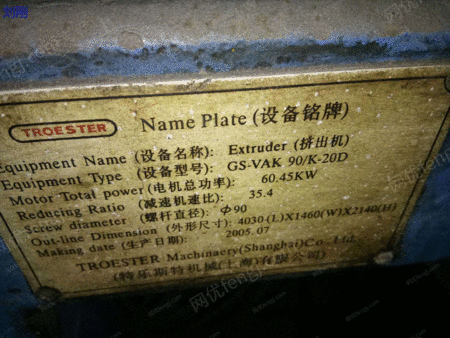 刘刚
TROESTER
Name Plate (设备铭牌)
Equipment Name (设备名称): Extruder (挤出机)
Equipment Type (设备型号): GS-VAK 90/K-20D
Motor Total power (电机总功率): 60.45KW
Reducing Ratio (减速机速比): 35.4
Screw diameter (螺杆直径): Φ90
Out-line Dimension (外形尺寸): 4030(L)X1460(W)X2140(H)
Making date (生产日期): 2005.07
TROESTER Machinaery(Shanghai)Co.,Ltd.
(特乐斯特机械(上海)有限公司)